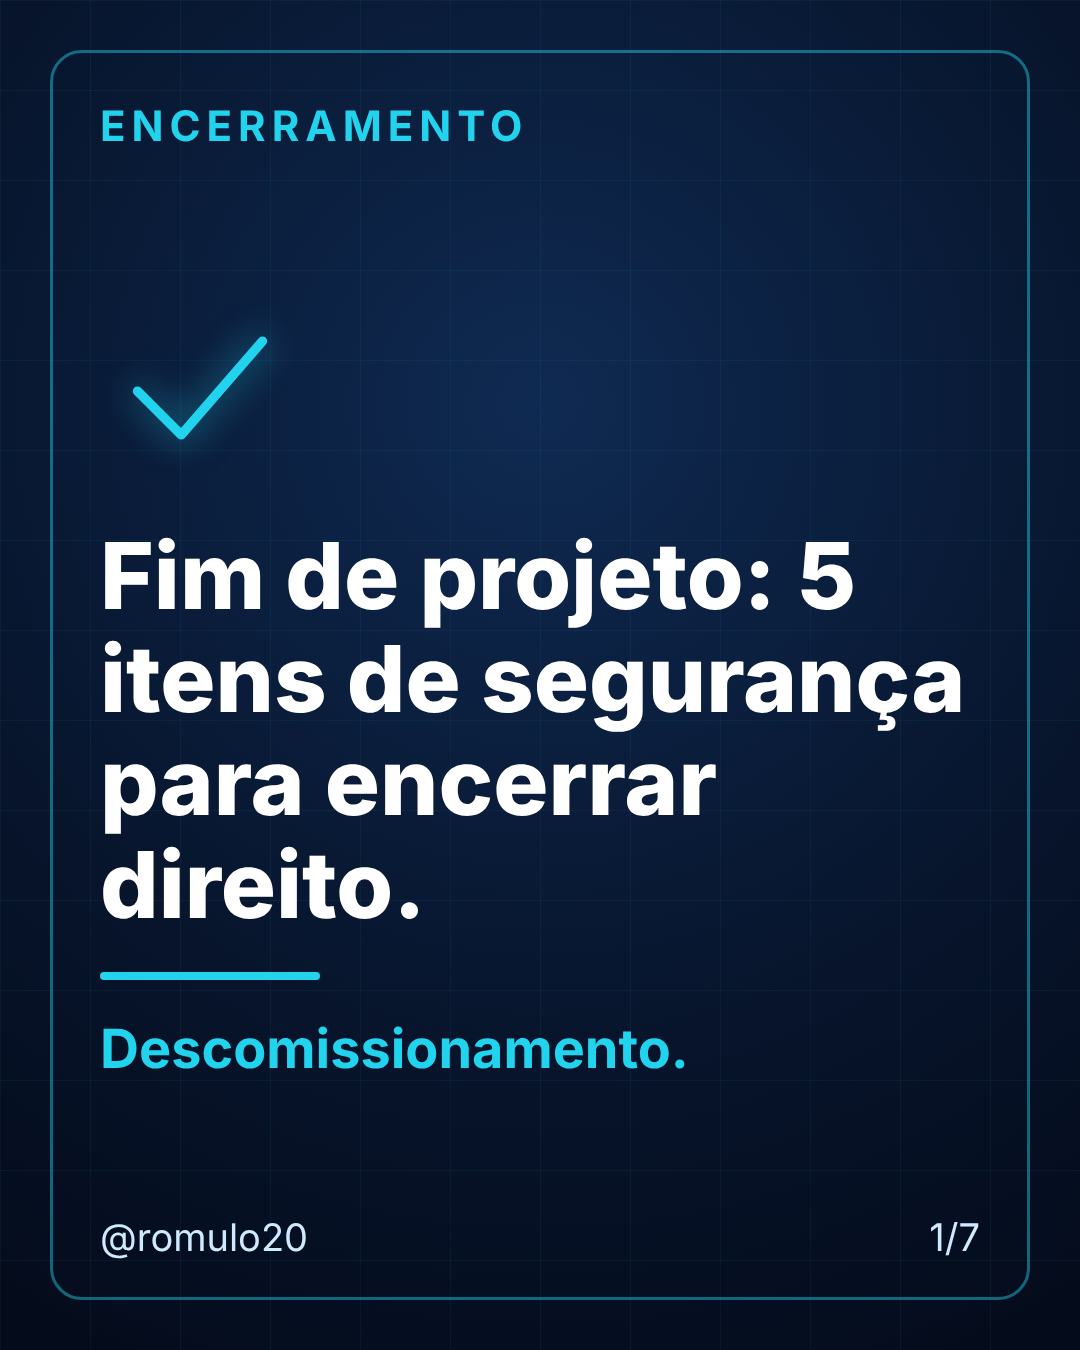 ENCERRAMENTO
Fim de projeto: 5
itens de segurança
para encerrar
direito.
Descomissionamento.
@romulo20
1/7